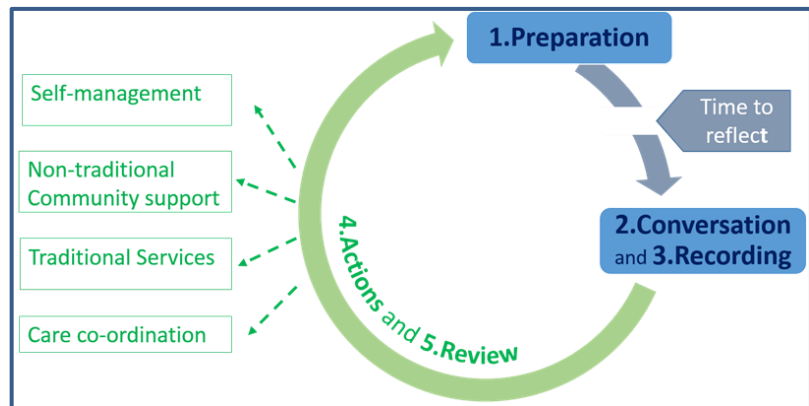 1.Preparation
Time to
reflect
2.Conversation
and 3.Recording
4.Actions and 5.Review
Self-management
Non-traditional
Community support
Traditional Services
Care co-ordination